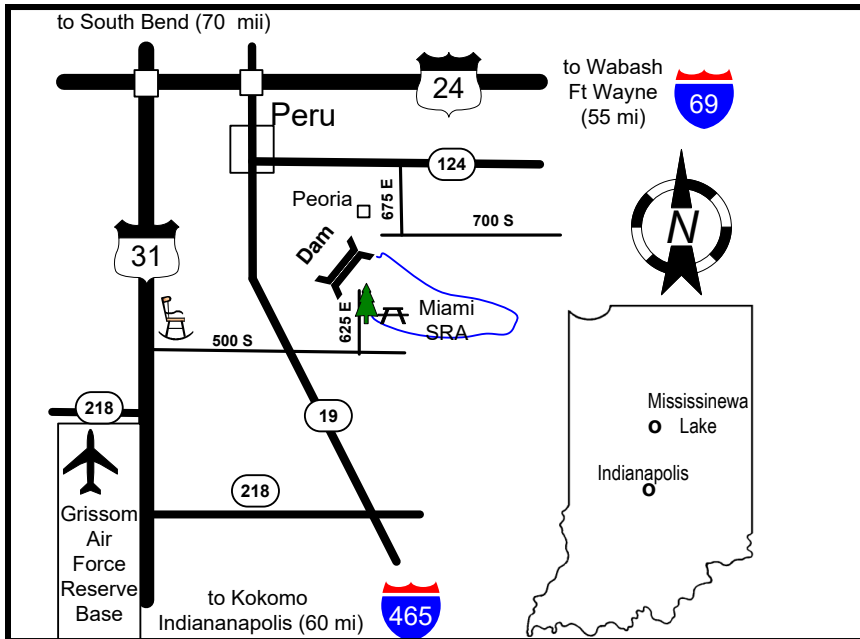 to South Bend (70 mii)
24
to Wabash
Ft Wayne
(55 mi)
69
Peru
124
Peoria
675 E
700 S
N
31
Dam
Miami
SRA
625 E
500 S
218
19
Mississinewa
Lake
o
Indianapolis
o
218
Grissom
Air
Force
Reserve
Base
to Kokomo
Indiananapolis (60 mi)
465